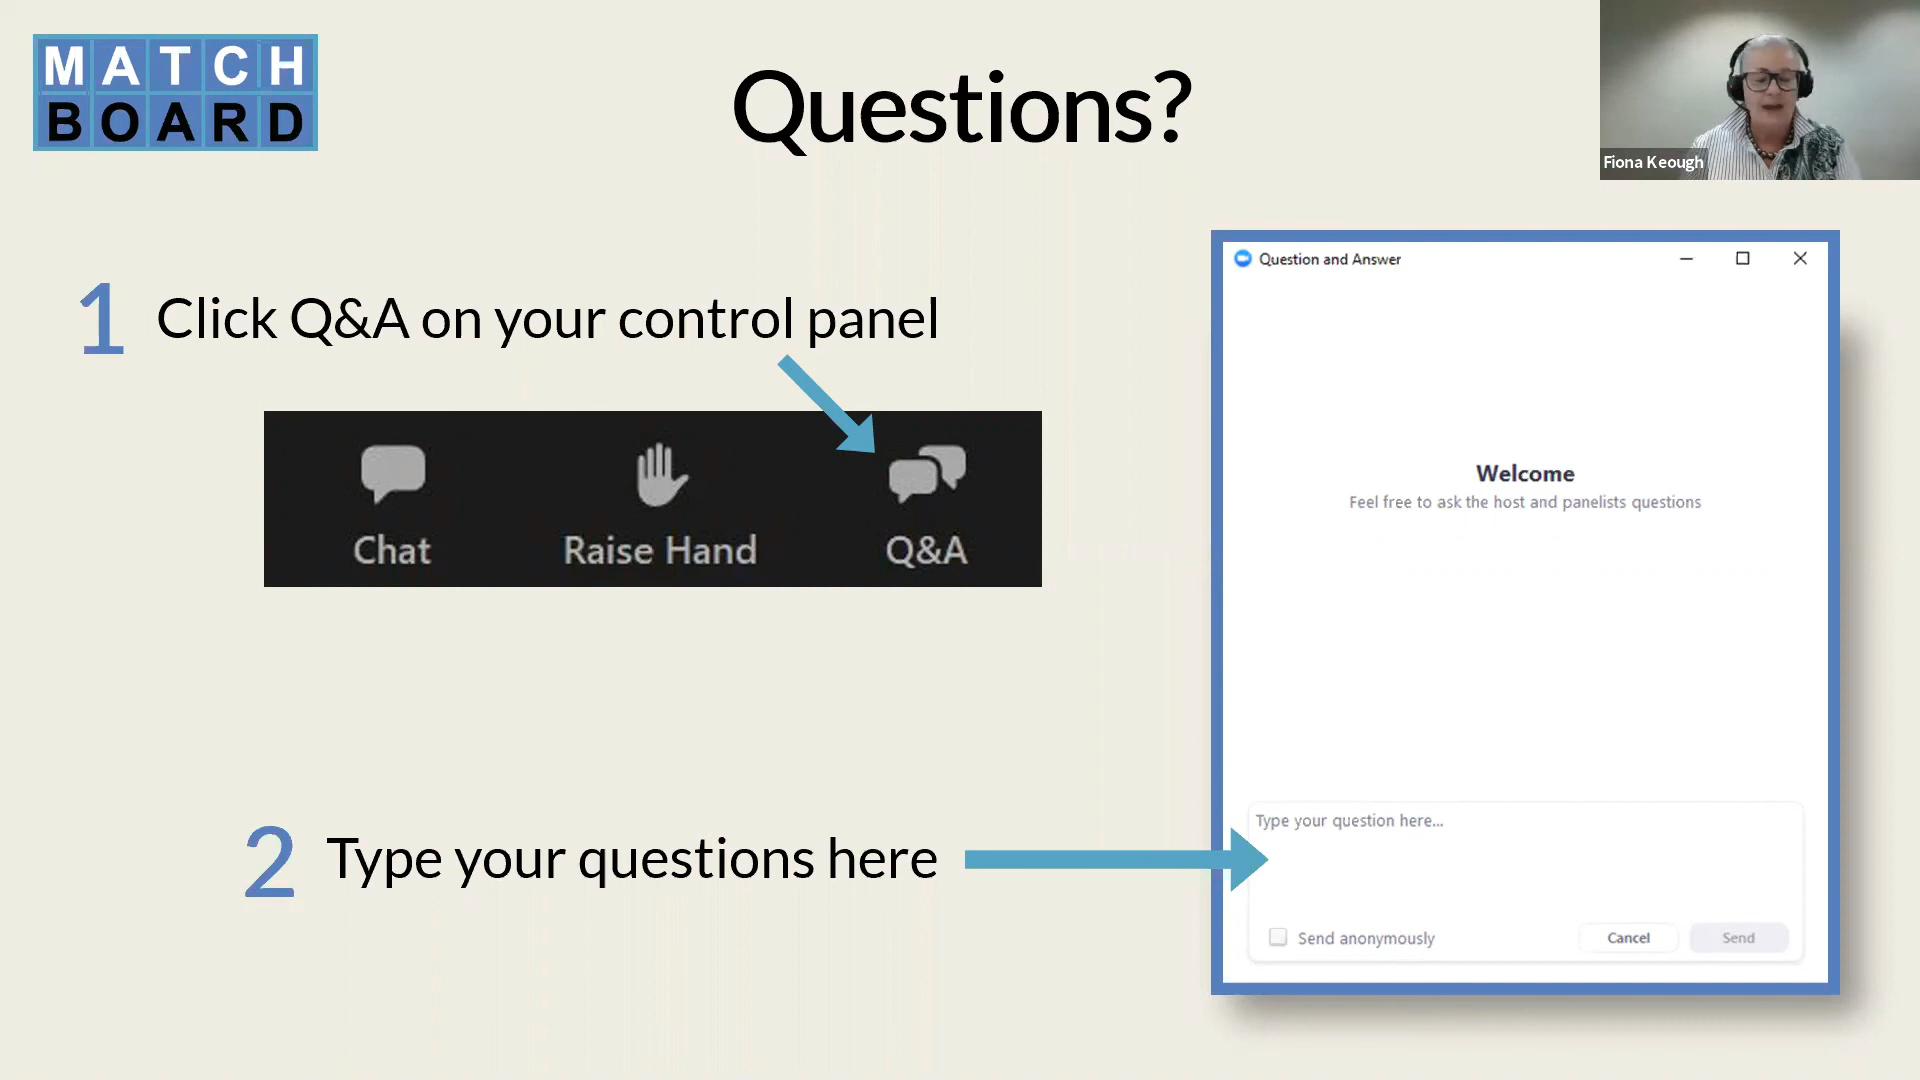 MATCH
BOARD
Questions?
Fiona Keough
1 Click Q&A on your control panel
Chat Raise Hand Q&A
2 Type your questions here
Question and Answer
Welcome
Feel free to ask the host and panelists questions
Type your question here...
Send anonymously Cancel Send